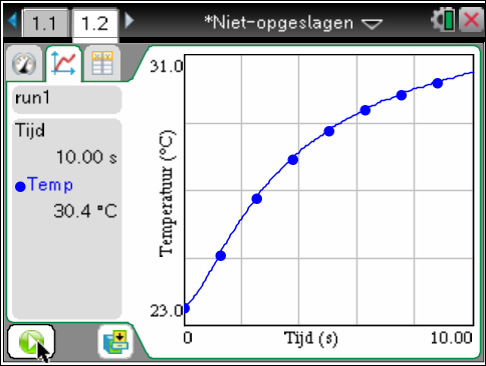 1.1 1.2 *Niet-opgeslagen
run1
Tijd
10.00 s
Temp
30.4 °C
31.0
Temperatuur (°C)
23.0
0 Tijd (s) 10.00